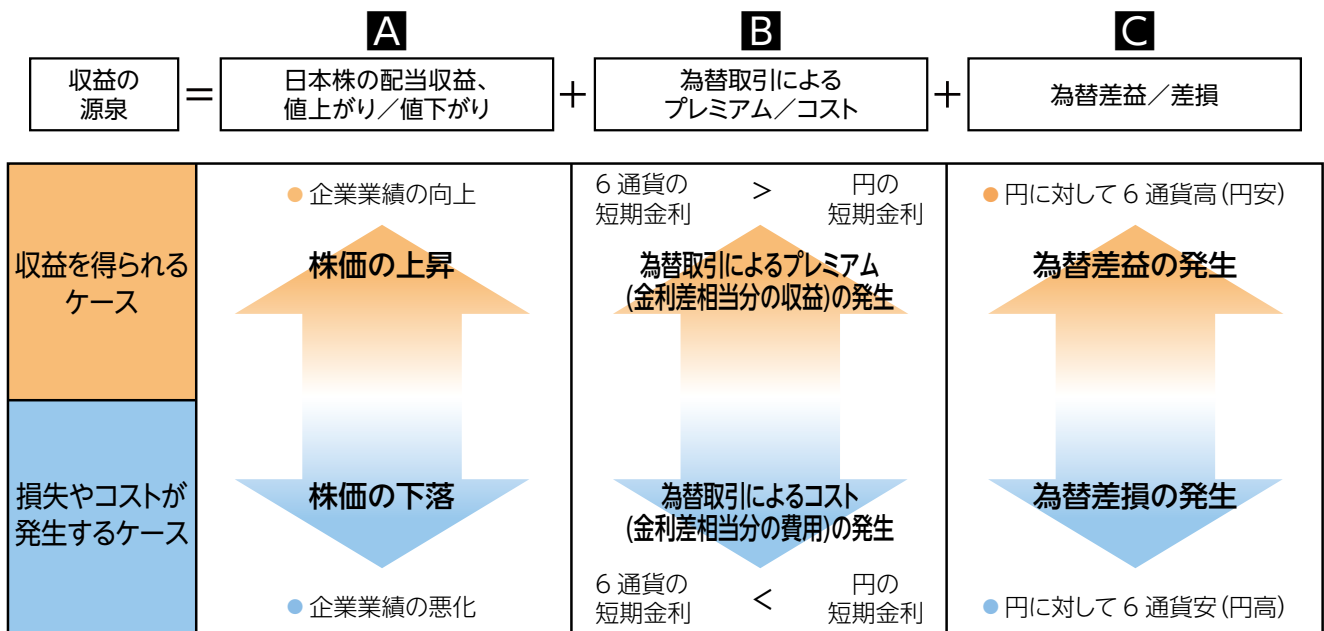 A
B
C
収益の
源泉
=
日本株の配当収益、
値上がり／値下がり
+
為替取引による
プレミアム／コスト
+
為替差益／差損
収益を得られる
ケース
● 企業業績の向上
株価の上昇
6 通貨の
短期金利
>
円の
短期金利
為替取引によるプレミアム
(金利差相当分の収益)の発生
● 円に対して 6 通貨高（円安）
為替差益の発生
損失やコストが
発生するケース
株価の下落
● 企業業績の悪化
為替取引によるコスト
(金利差相当分の費用)の発生
6 通貨の
短期金利
<
円の
短期金利
為替差損の発生
● 円に対して 6 通貨安（円高）